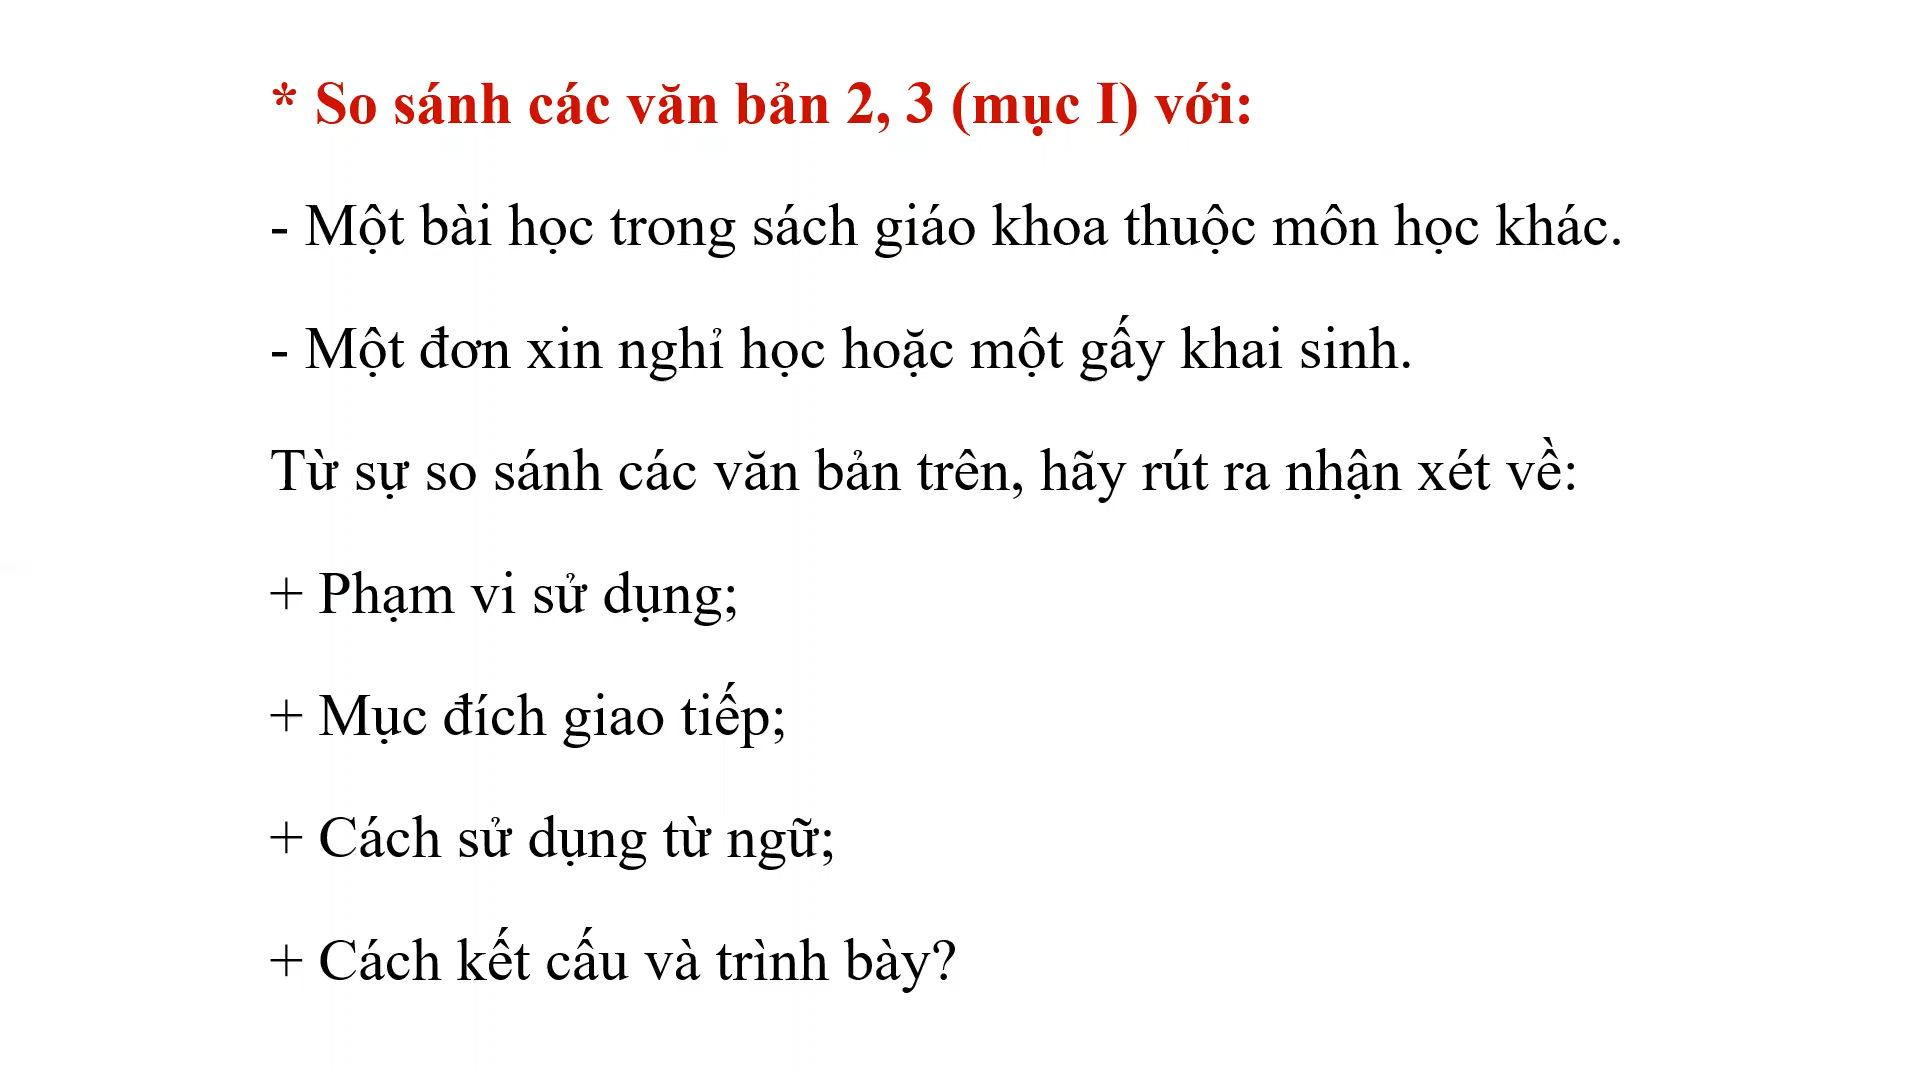 * So sánh các văn bản 2, 3 (mục I) với:
- Một bài học trong sách giáo khoa thuộc môn học khác.
- Một đơn xin nghỉ học hoặc một gấy khai sinh.
Từ sự so sánh các văn bản trên, hãy rút ra nhận xét về:
+ Phạm vi sử dụng;
+ Mục đích giao tiếp;
+ Cách sử dụng từ ngữ;
+ Cách kết cấu và trình bày?